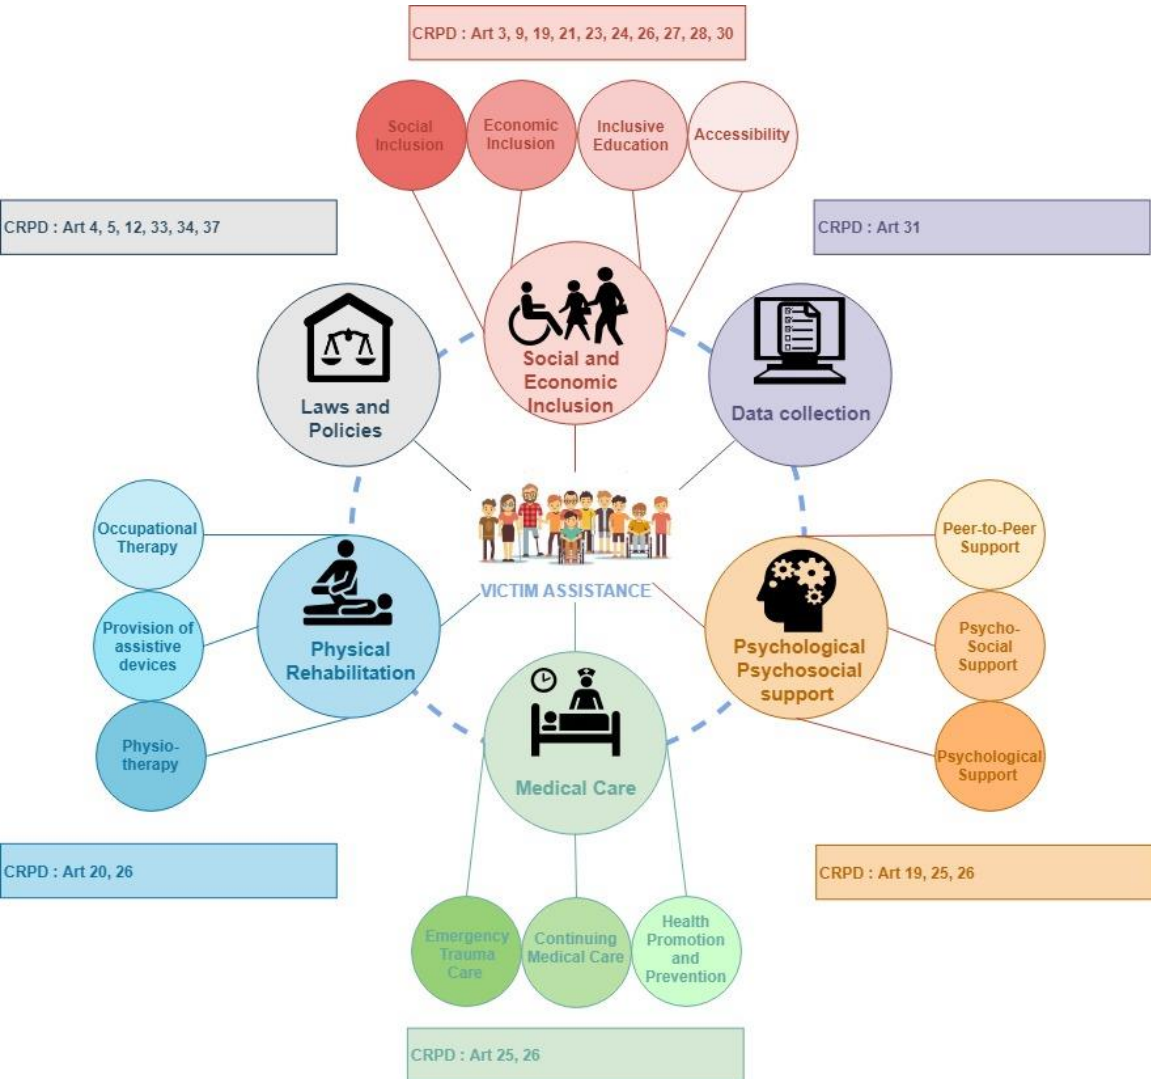 CRPD : Art 3, 9, 19, 21, 23, 24, 26, 27, 28, 30
Social
Inclusion
Economic
Inclusion
Inclusive
Education
Accessibility
CRPD : Art 4, 5, 12, 33, 34, 37
CRPD : Art 31
Social and
Economic
Inclusion
Laws and
Policies
Data collection
Occupational
Therapy
Provision of
assistive
devices
Physio-
therapy
Physical
Rehabilitation
VICTIM ASSISTANCE
Psychological
Psychosocial
support
Peer-to-Peer
Support
Psycho-
Social
Support
Psychological
Support
Medical Care
CRPD : Art 20, 26
CRPD : Art 19, 25, 26
Emergency
Trauma
Care
Continuing
Medical Care
Health
Promotion
and
Prevention
CRPD : Art 25, 26